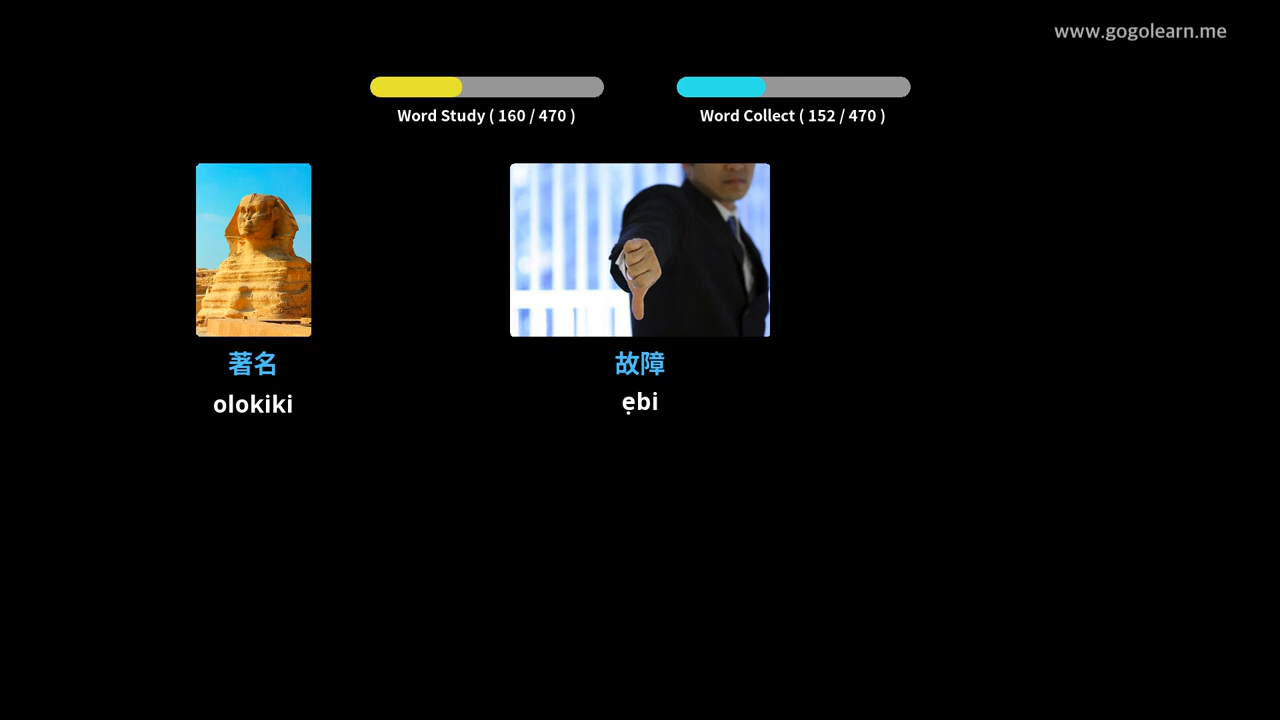 www.gogolearn.me
Word Study ( 160 / 470 )
Word Collect ( 152 / 470 )
著名
olokiki
故障
ẹbi